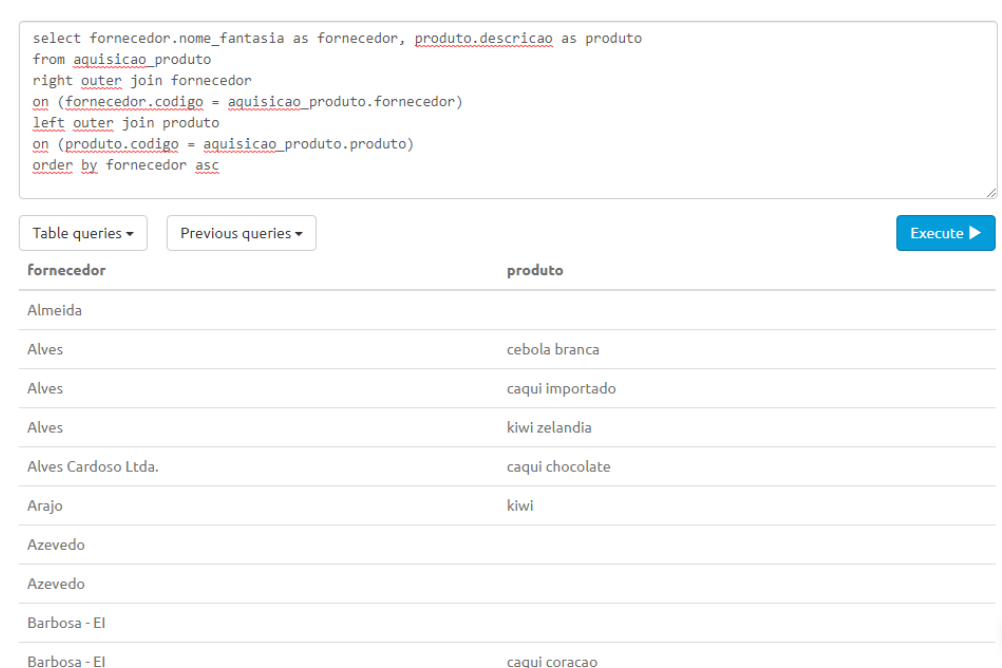 select fornecedor.nome_fantasia as fornecedor, produto.descricao as produto
from aquisicao_produto
right outer join fornecedor
on (fornecedor.codigo = aquisicao_produto.fornecedor)
left outer join produto
on (produto.codigo = aquisicao_produto.produto)
order by fornecedor asc
Table queries Previous queries Execute
fornecedor produto
Almeida
Alves cebola branca
Alves caqui importado
Alves kiwi zelandia
Alves Cardoso Ltda. caqui chocolate
Arajo kiwi
Azevedo
Azevedo
Barbosa - EI
Barbosa - EI caqui coracao